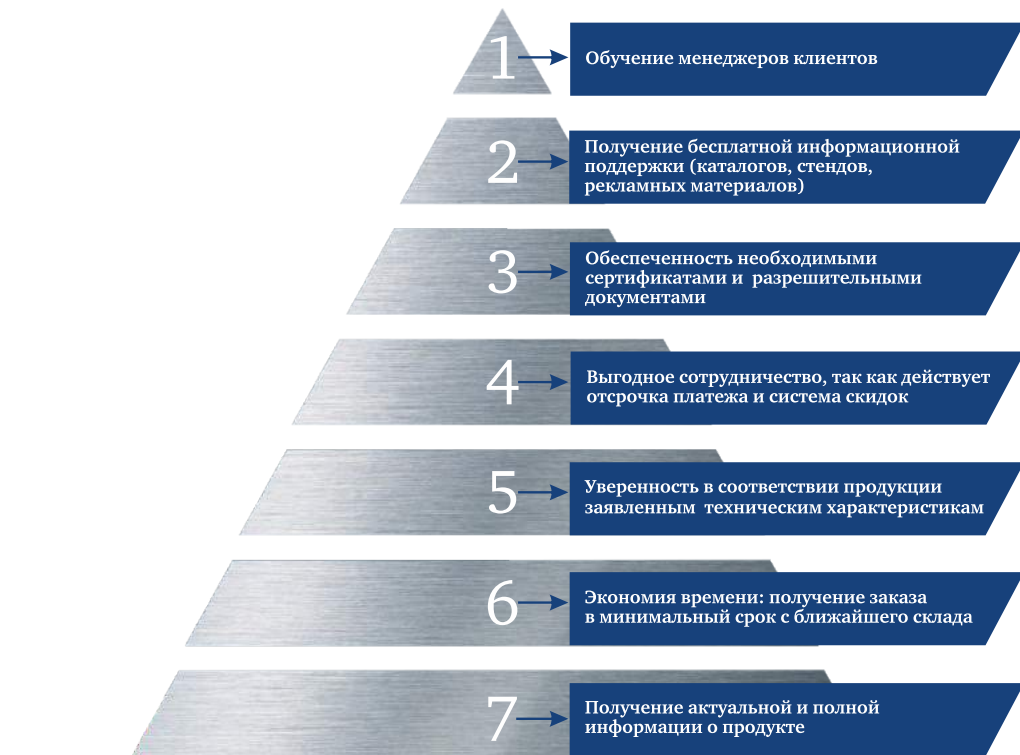 1
Обучение менеджеров клиентов
2
Получение бесплатной информационной
поддержки (каталогов, стендов,
рекламных материалов)
3
Обеспеченность необходимыми
сертификатами и разрешительными
документами
4
Выгодное сотрудничество, так как действует
отсрочка платежа и система скидок
5
Уверенность в соответствии продукции
заявленным техническим характеристикам
6
Экономия времени: получение заказа
в минимальный срок с ближайшего склада
7
Получение актуальной и полной
информации о продукте